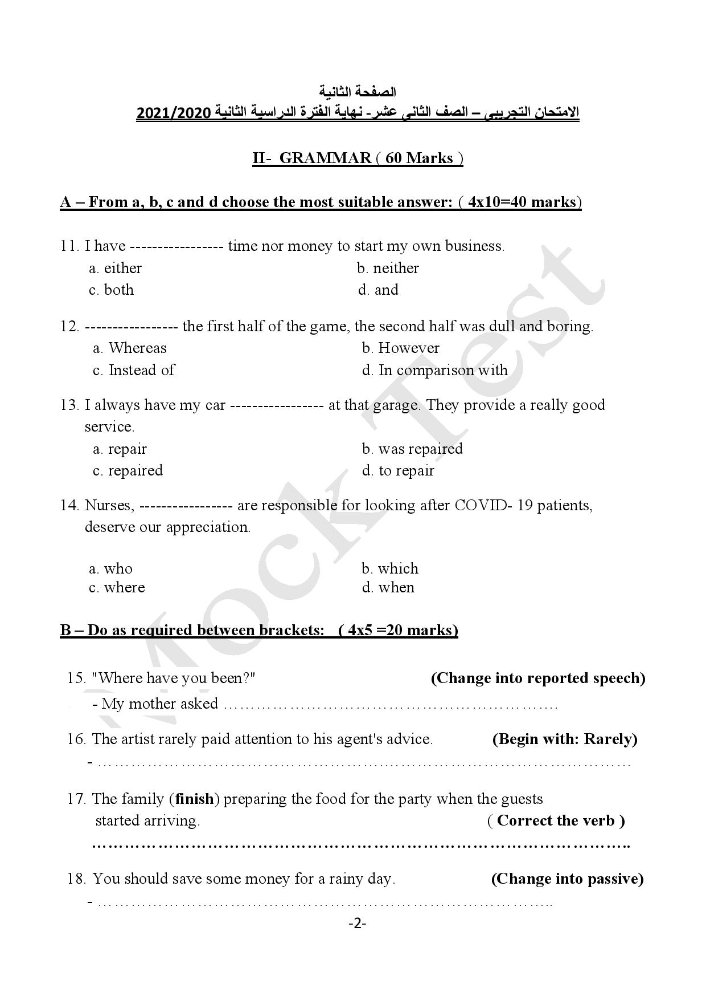 الصفحة الثانية
الامتحان التجريبي – الصف الثاني عشر- نهاية الفترة الدراسية الثانية 2021/2020
II- GRAMMAR ( 60 Marks )
A – From a, b, c and d choose the most suitable answer: ( 4x10=40 marks)
11. I have ----------------- time nor money to start my own business.
a. either b. neither
c. both d. and
12. ----------------- the first half of the game, the second half was dull and boring.
a. Whereas b. However
c. Instead of d. In comparison with
13. I always have my car ----------------- at that garage. They provide a really good
service.
a. repair b. was repaired
c. repaired d. to repair
14. Nurses, ----------------- are responsible for looking after COVID- 19 patients,
deserve our appreciation.
a. who b. which
c. where d. when
B – Do as required between brackets: ( 4x5 =20 marks)
15. "Where have you been?" (Change into reported speech)
- My mother asked …………………………………………………….
16. The artist rarely paid attention to his agent's advice. (Begin with: Rarely)
- …………………………………………….………………………………………
17. The family (finish) preparing the food for the party when the guests
started arriving. ( Correct the verb )
……………………………………………………………………………………..
18. You should save some money for a rainy day. (Change into passive)
- ………………………………………………………………………..
-2-
Mock Test